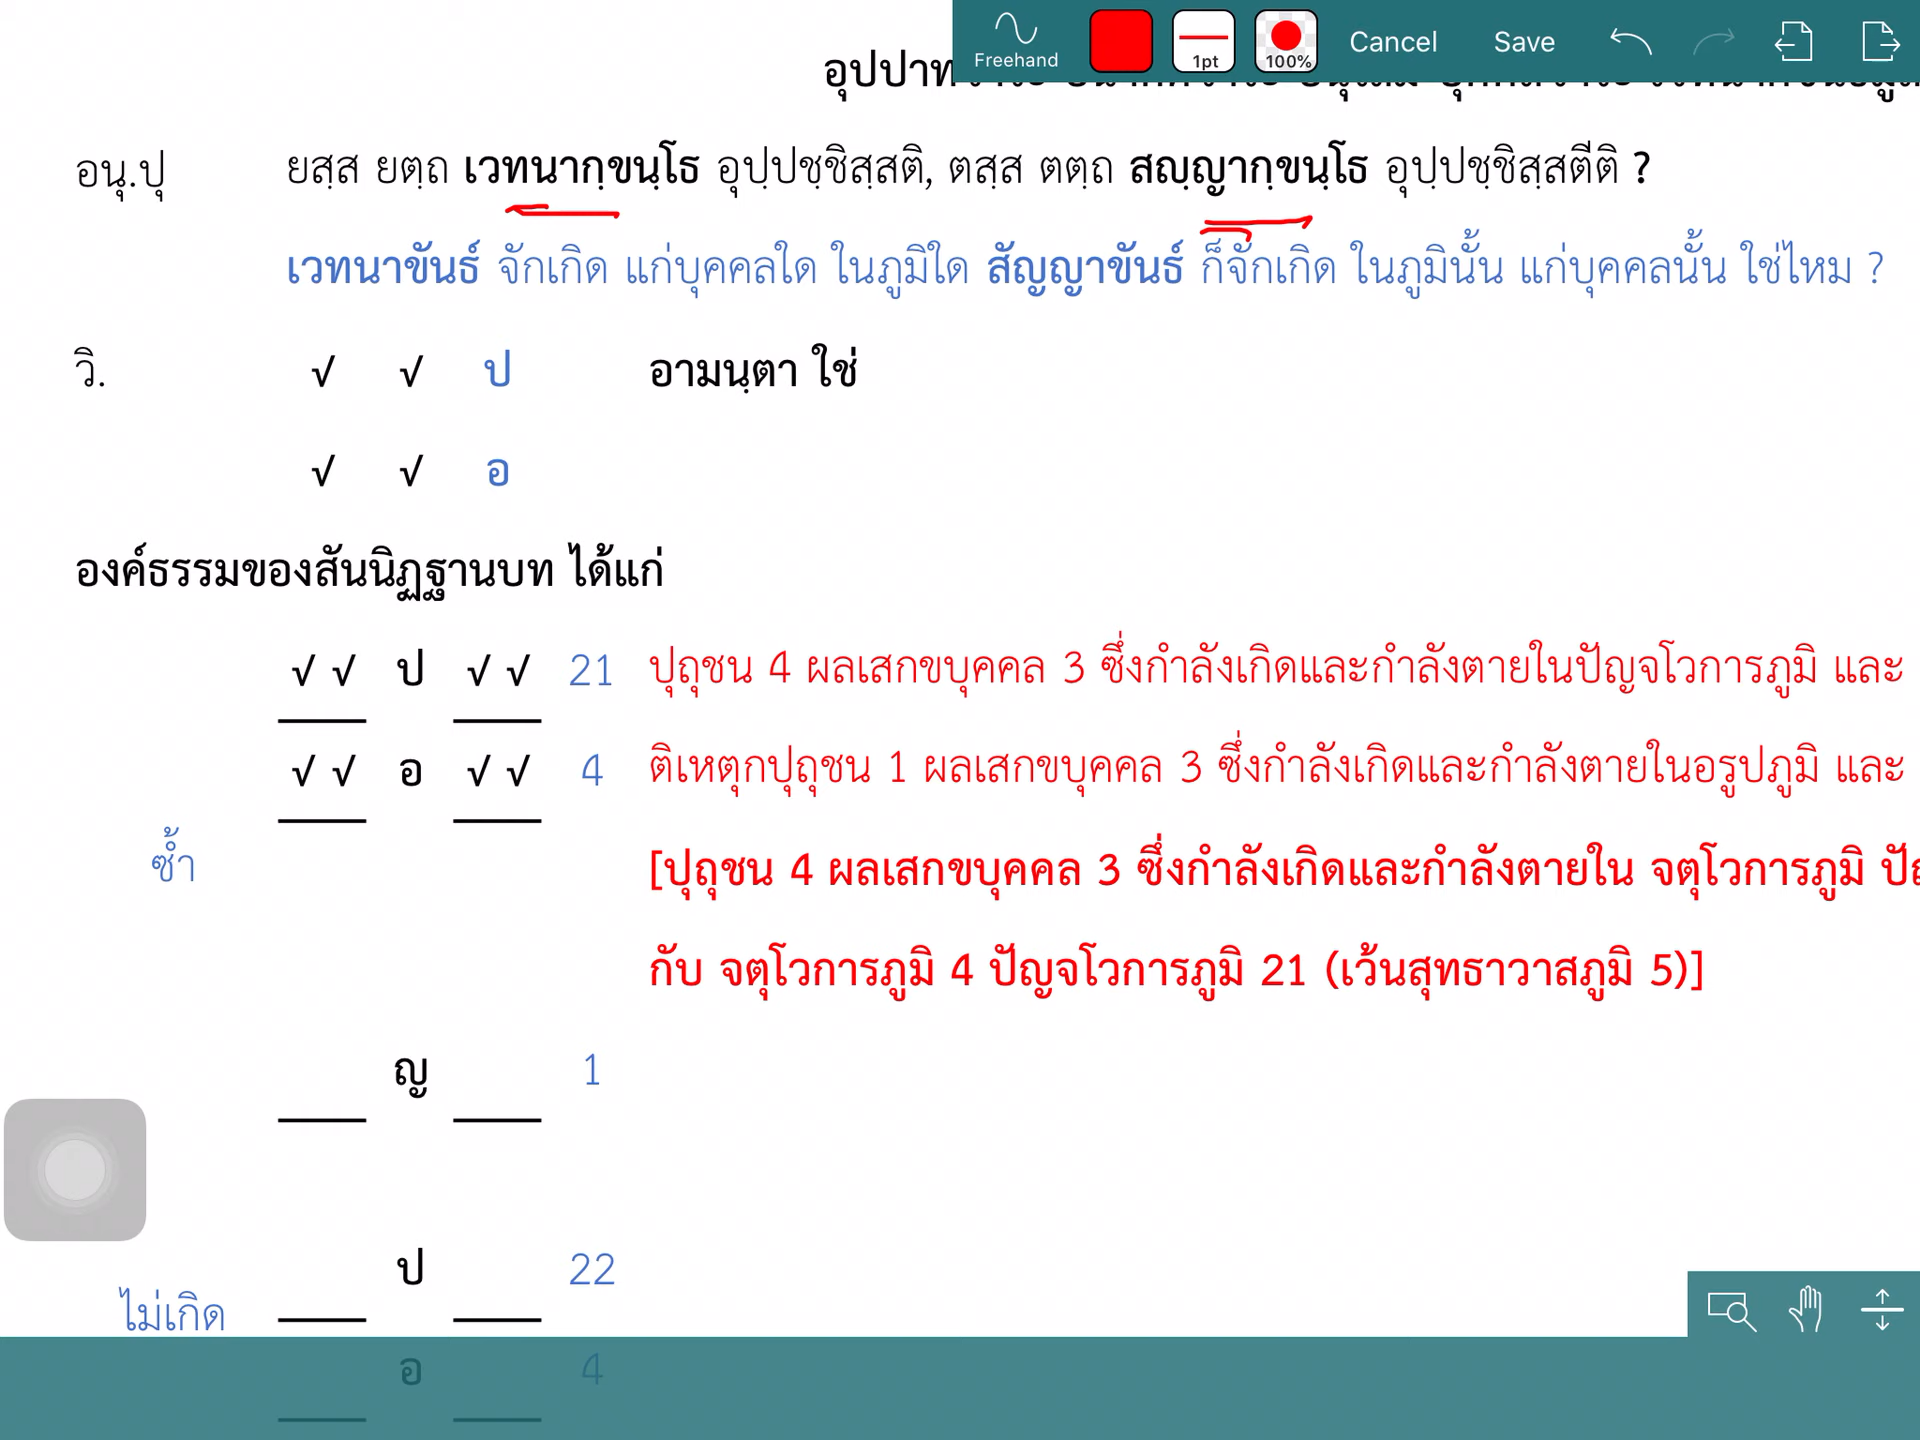 Freehand 1pt 100% Cancel Save
อุปปาท
อนุ.ปุ ยสฺส ยตฺถ เวทนากฺขนฺโธ อุปฺปชฺชิสฺสติ, ตสฺส ตตฺถ สญฺญากฺขนฺโธ อุปฺปชฺชิสฺสตีติ ?
เวทนาขันธ์ จักเกิด แก่บุคคลใด ในภูมิใด สัญญาขันธ์ ก็จักเกิด ในภูมินั้น แก่บุคคลนั้น ใช่ไหม ?
วิ. √ √ ป อามนฺตา ใช่
√ √ อ
องค์ธรรมของสันนิฏฐานบท ได้แก่
√ √ ป √ √ 21 ปุถุชน 4 ผลเสกขบุคคล 3 ซึ่งกำลังเกิดและกำลังตายในปัญจโวการภูมิ และ
√ √ อ √ √ 4 ติเหตุกปุถุชน 1 ผลเสกขบุคคล 3 ซึ่งกำลังเกิดและกำลังตายในอรูปภูมิ และ
ซ้ำ [ปุถุชน 4 ผลเสกขบุคคล 3 ซึ่งกำลังเกิดและกำลังตายใน จตุโวการภูมิ
กับ จตุโวการภูมิ 4 ปัญจโวการภูมิ 21 (เว้นสุทธาวาสภูมิ 5)]
ญ 1
ป 22
ไม่เกิด
อ 4